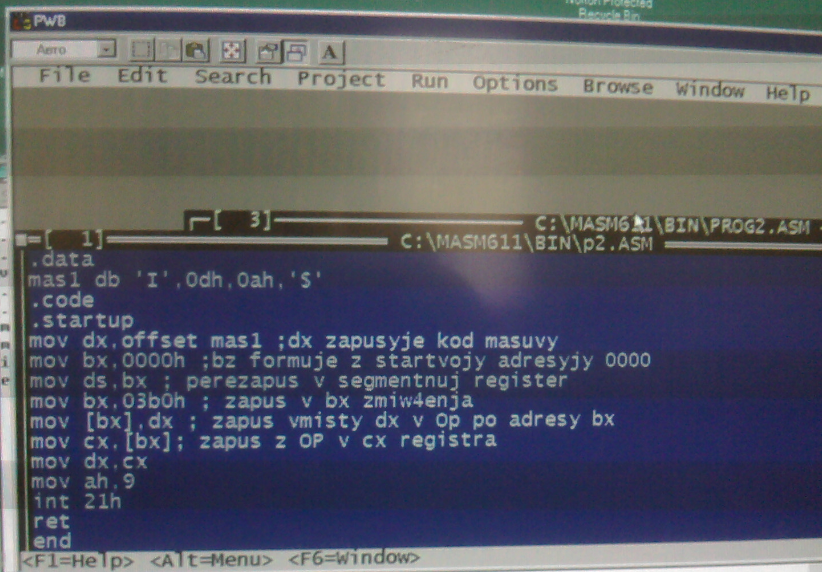 Norton Protected
Recycle Bin
PWB
Авто
A
File Edit Search Project Run Options Browse Window Help
[ 3] C:\MASM611\BIN\PROG2.ASM
[ 1] C:\MASM611\BIN\p2.ASM
.data
mas1 db 'I',0dh,0ah,'$'
.code
.startup
mov dx,offset mas1 ;dx zapusyje kod masuvy
mov bx,0000h ;bz formuje z startvojy adresyjy 0000
mov ds,bx ; perezapus v segmentnuj register
mov bx,03b0h ; zapus v bx zmiw4enja
mov [bx],dx ; zapus vmisty dx v Op po adresy bx
mov cx,[bx]; zapus z OP v cx registra
mov dx,cx
mov ah,9
int 21h
ret
end
<F1=Help> <Alt=Menu> <F6=Window>